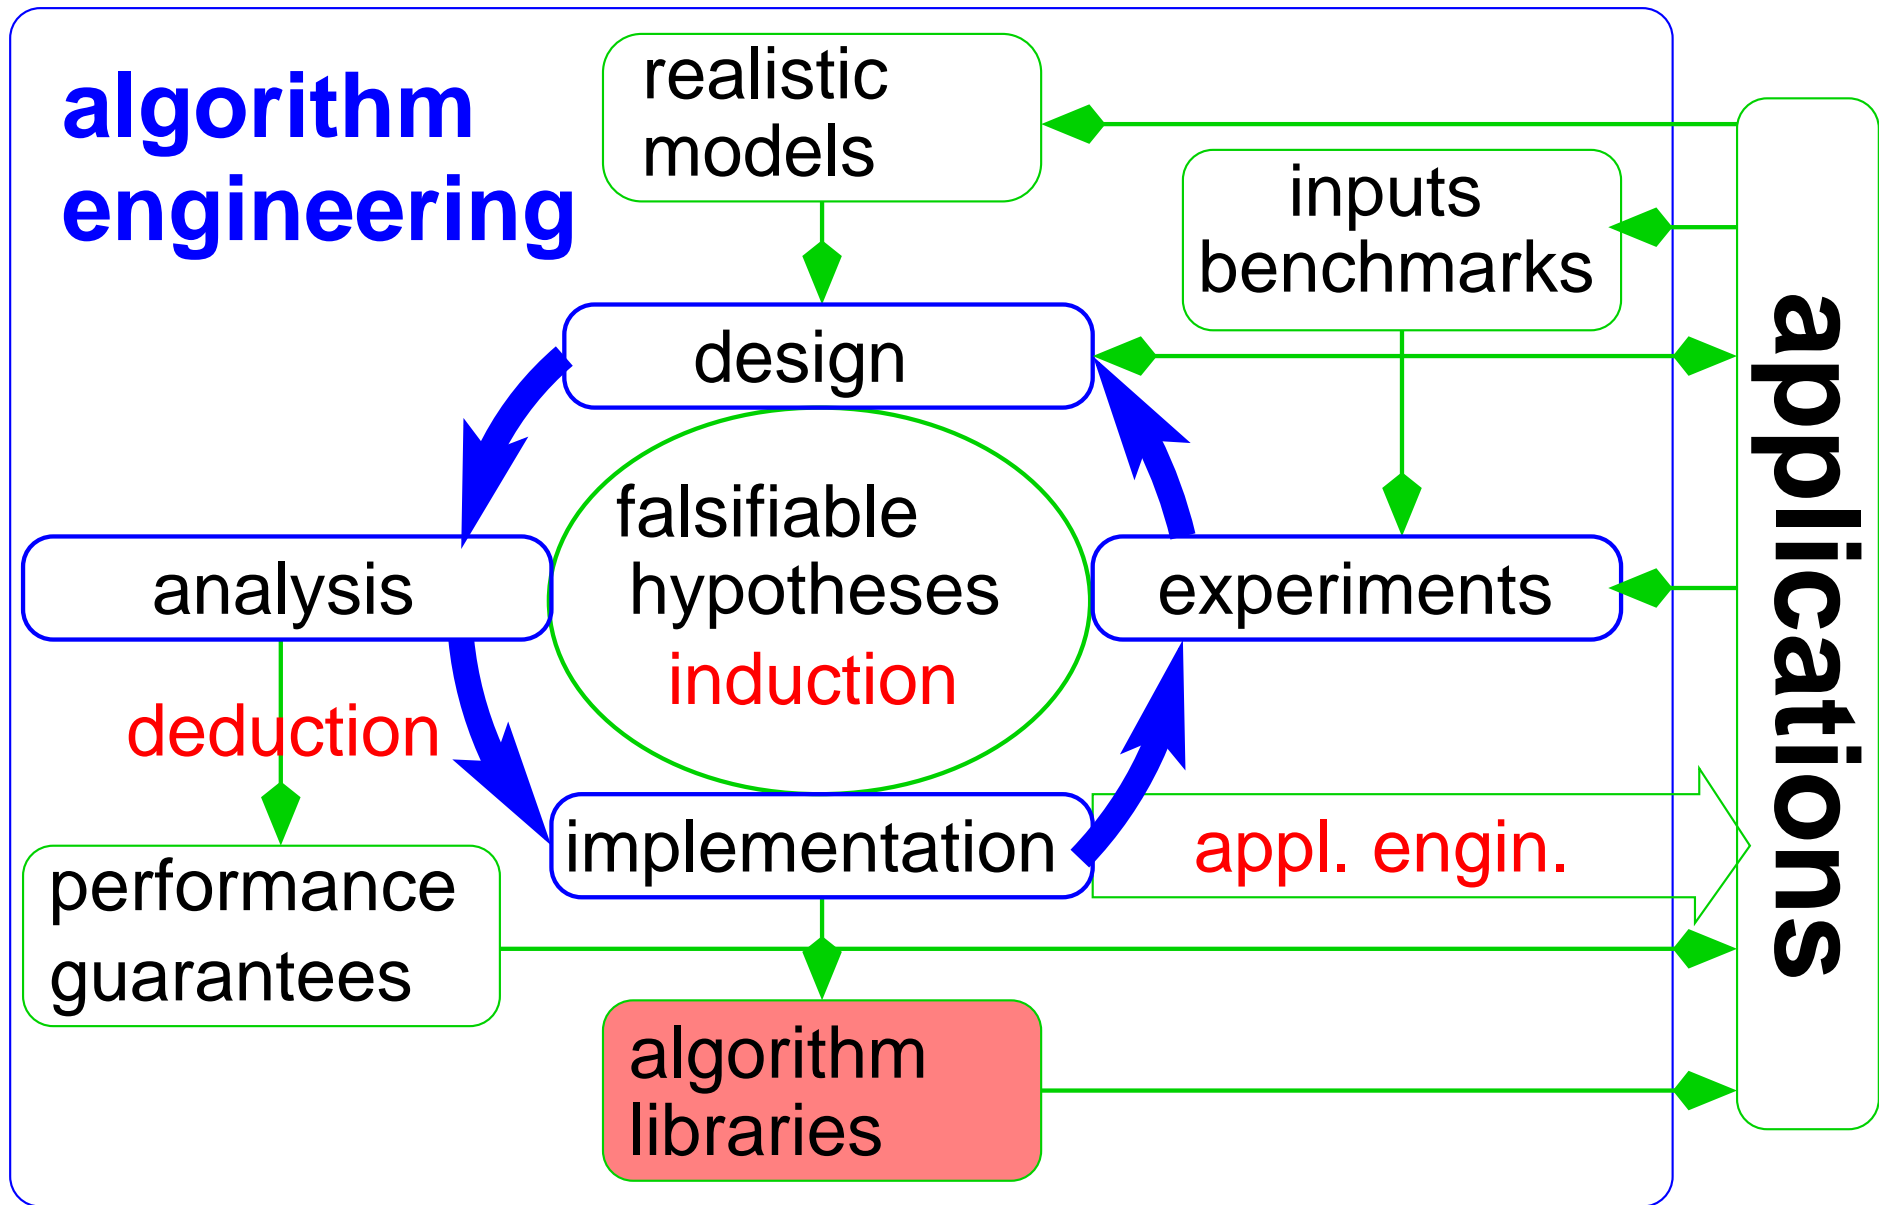 algorithm
engineering
realistic
models
inputs
benchmarks
design
falsifiable
hypotheses
induction
analysis
experiments
deduction
implementation
appl. engin.
performance
guarantees
algorithm
libraries
applications